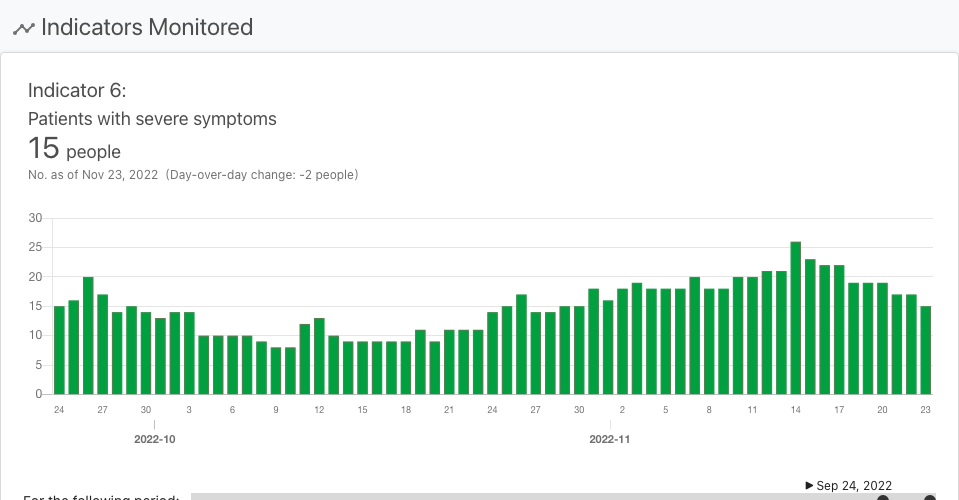 Indicators Monitored
Indicator 6:
Patients with severe symptoms
15 people
No. as of Nov 23, 2022 (Day-over-day change: -2 people)
30
25
20
15
10
5
0
24 27 30 3 6 9 12 15 18 21 24 27 30 2 5 8 11 14 17 20 23
2022-10 2022-11
Sep 24, 2022
For the following period: